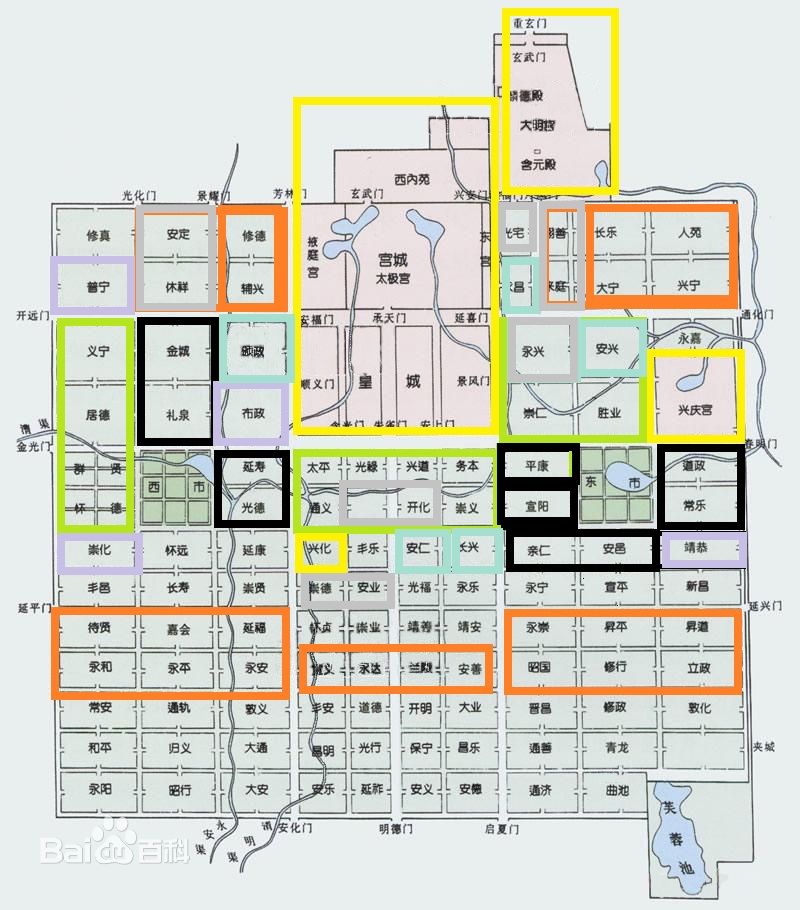 重玄门
玄武门
麟德殿
大明宫
含元殿
西内苑
光化门 景耀门 芳林门 玄武门 兴安门
修真 安定 修德 掖庭宫 宫城 东宫 光宅 翊善 长乐 人苑
太极宫
普宁 休祥 辅兴 永昌 来庭 大宁 兴宁
开远门 安福门 承天门 延喜门 通化门
义宁 金城 颁政 永兴 安兴 永嘉
顺义门 皇城 景风门
居德 礼泉 布政 崇仁 胜业 兴庆宫
漕渠
金光门 含光门 朱雀门 安上门 春明门
群贤 西市 延寿 太平 光禄 兴道 务本 平康 东市 道政
怀德 光德 通义 开化 崇义 宣阳 常乐
崇化 怀远 延康 兴化 丰乐 安仁 长兴 亲仁 安邑 靖恭
丰邑 长寿 崇贤 崇德 安业 光福 永乐 永宁 宣平 新昌
延平门 延兴门
待贤 嘉会 延福 怀贞 崇业 靖善 靖安 永崇 昇平 昇道
永和 永平 永安 宣义 永达 兰陵 安善 昭国 修行 立政
常安 通轨 敦义 丰安 道德 开明 大业 晋昌 修政 敦化
和平 归义 大通 昌明 光行 保宁 昌乐 通善 青龙 夹城
永阳 昭行 大安 安乐 延祚 安义 安德 通济 曲池 芙蓉池
永安渠 清明渠 安化门 明德门 启夏门
Baidu百科